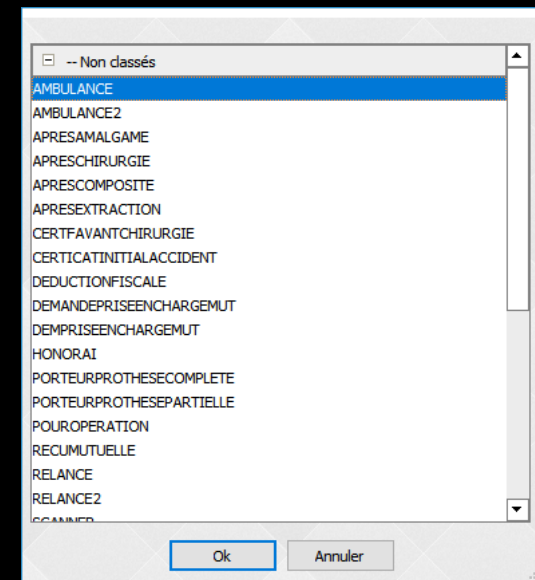 -- Non classés
AMBULANCE
AMBULANCE2
APRESAMALGAME
APRESCHIRURGIE
APRESCOMPOSITE
APRESEXTRACTION
CERTFAVANTCHIRURGIE
CERTICATINITIALACCIDENT
DEDUCTIONFISCALE
DEMANDEPRISEENCHARGEMUT
DEMPRISEENCHARGEMUT
HONORAI
PORTEURPROTHESECOMPLETE
PORTEURPROTHESEPARTIELLE
POUROPERATION
RECUMUTUELLE
RELANCE
RELANCE2
SCANNER
Ok Annuler